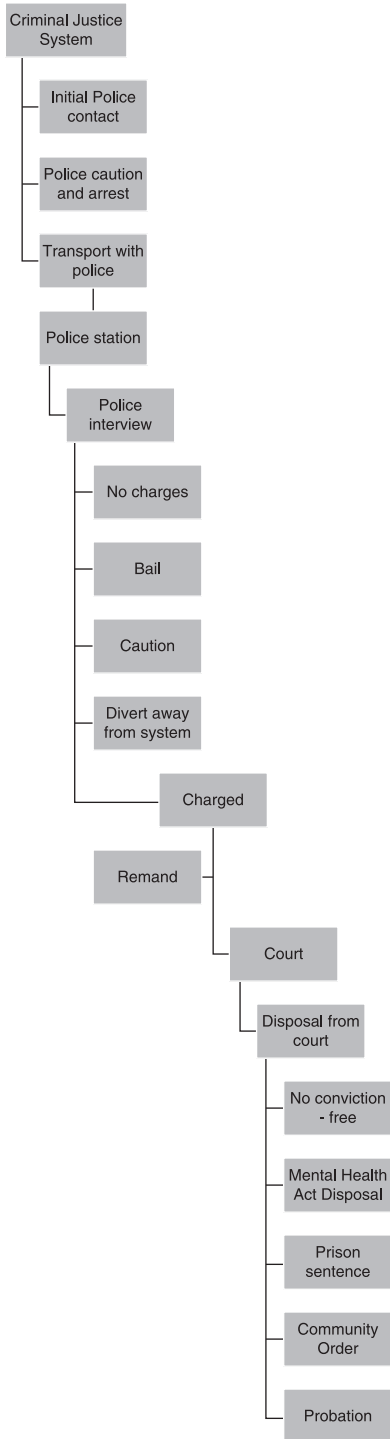 Criminal Justice
System
Initial Police
contact
Police caution
and arrest
Transport with
police
Police station
Police
interview
No charges
Bail
Caution
Divert away
from system
Charged
Remand
Court
Disposal from
court
No conviction
- free
Mental Health
Act Disposal
Prison
sentence
Community
Order
Probation